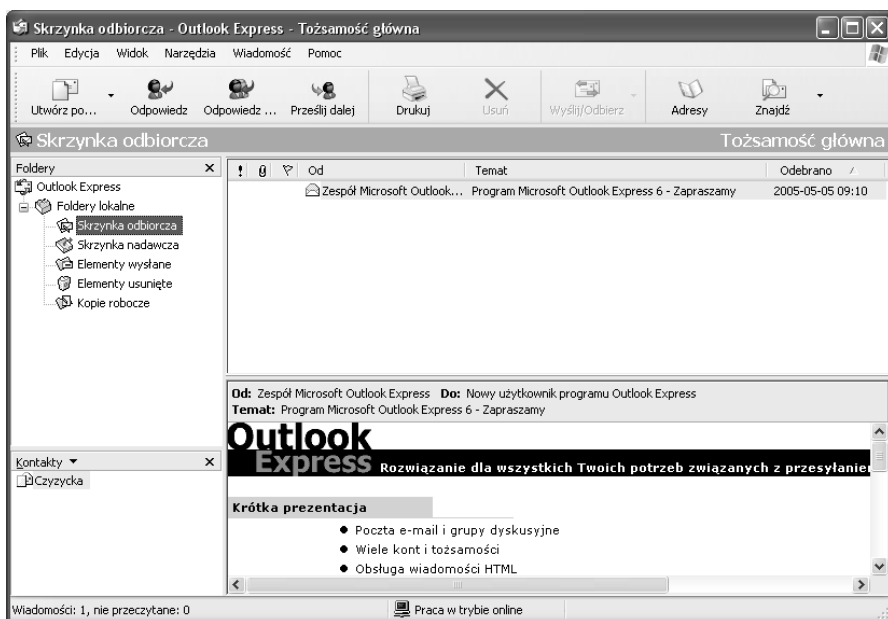 Skrzynka odbiorcza - Outlook Express - Tożsamość główna
Plik Edycja Widok Narzędzia Wiadomość Pomoc
Utwórz po... Odpowiedz Odpowiedz ... Prześlij dalej Drukuj Usuń Wyślij/Odbierz Adresy Znajdź
Skrzynka odbiorcza Tożsamość główna
Foldery
Outlook Express
Foldery lokalne
Skrzynka odbiorcza
Skrzynka nadawcza
Elementy wysłane
Elementy usunięte
Kopie robocze
Kontakty
Czyzycka
! Od Temat Odebrano
Zespół Microsoft Outlook... Program Microsoft Outlook Express 6 - Zapraszamy 2005-05-05 09:10
Od: Zespół Microsoft Outlook Express Do: Nowy użytkownik programu Outlook Express
Temat: Program Microsoft Outlook Express 6 - Zapraszamy
Outlook
Express Rozwiązanie dla wszystkich Twoich potrzeb związanych z
Krótka prezentacja
• Poczta e-mail i grupy dyskusyjne
• Wiele kont i tożsamości
• Obsługa wiadomości HTML
Wiadomości: 1, nie przeczytane: 0 Praca w trybie online